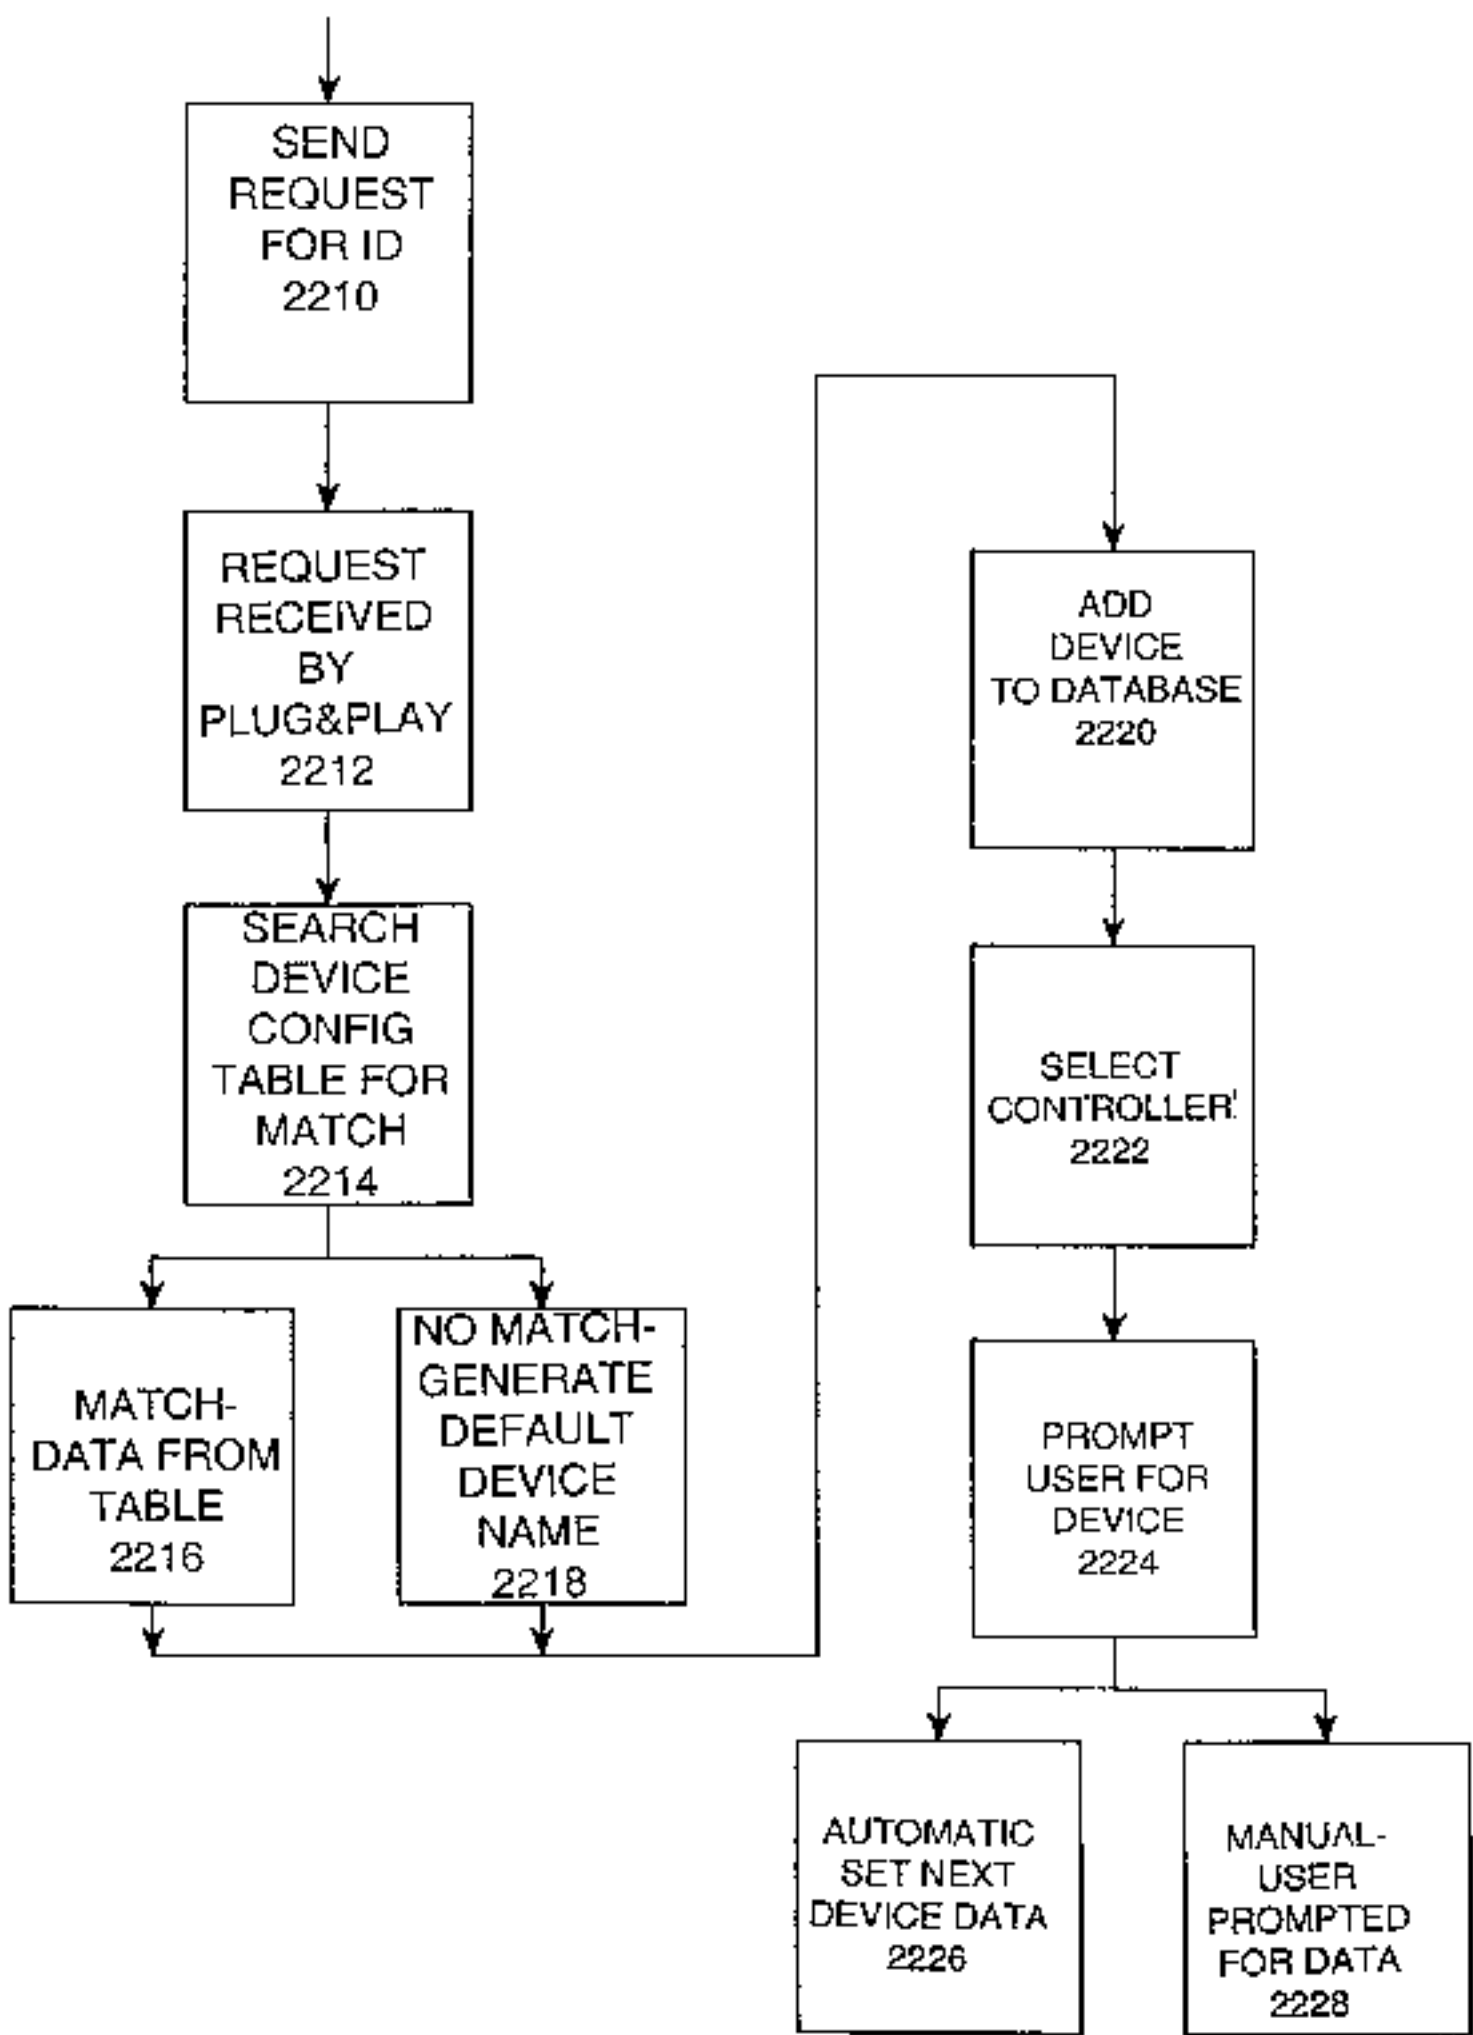 SEND
REQUEST
FOR ID
2210
REQUEST
RECEIVED
BY
PLUG&PLAY
2212
SEARCH
DEVICE
CONFIG
TABLE FOR
MATCH
2214
MATCH-
DATA FROM
TABLE
2216
NO MATCH-
GENERATE
DEFAULT
DEVICE
NAME
2218
ADD
DEVICE
TO DATABASE
2220
SELECT
CONTROLLER
2222
PROMPT
USER FOR
DEVICE
2224
AUTOMATIC
SET NEXT
DEVICE DATA
2226
MANUAL-
USER
PROMPTED
FOR DATA
2228